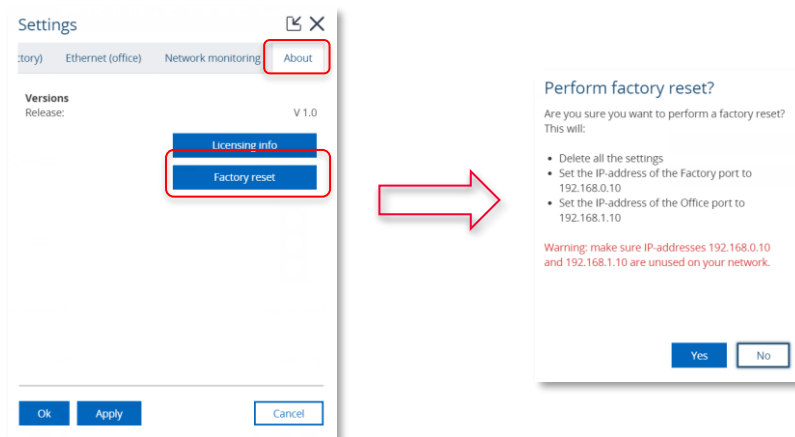 Settings
ctory)
Ethernet (office)
Network monitoring
About
Versions
Release:
V 1.0
Licensing info
Factory reset
Ok
Apply
Cancel
Perform factory reset?
Are you sure you want to perform a factory reset?
This will:
• Delete all the settings
• Set the IP-address of the Factory port to
192.168.0.10
• Set the IP-address of the Office port to
192.168.1.10
Warning: make sure IP-addresses 192.168.0.10
and 192.168.1.10 are unused on your network.
Yes
No